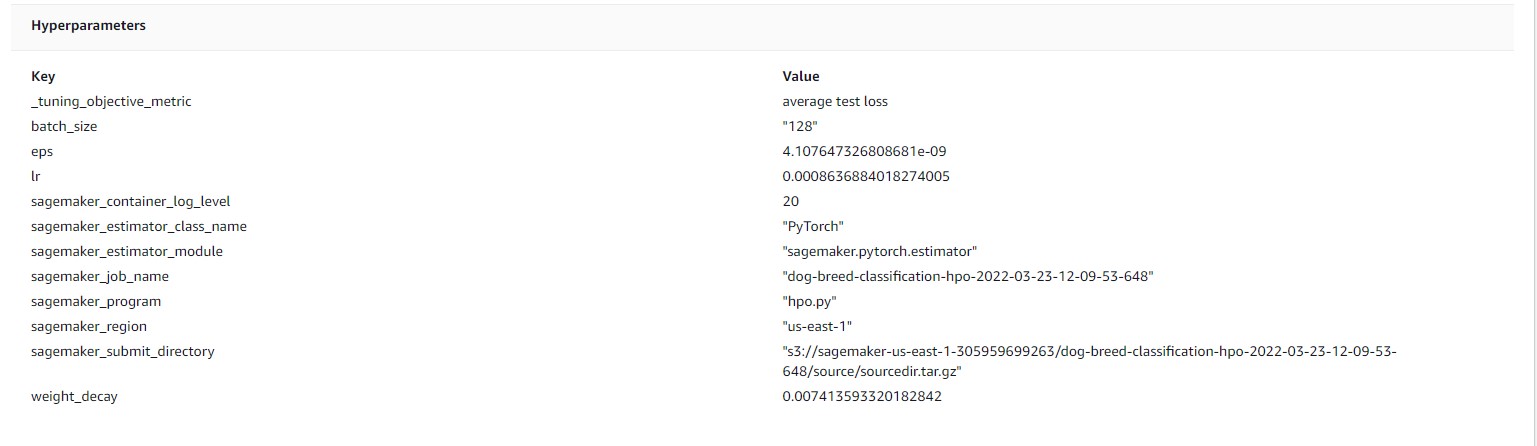 Hyperparameters
Key Value
_tuning_objective_metric average test loss
batch_size "128"
eps 4.107647326808681e-09
lr 0.0008636884018274005
sagemaker_container_log_level 20
sagemaker_estimator_class_name "PyTorch"
sagemaker_estimator_module "sagemaker.pytorch.estimator"
sagemaker_job_name "dog-breed-classification-hpo-2022-03-23-12-09-53-648"
sagemaker_program "hpo.py"
sagemaker_region "us-east-1"
sagemaker_submit_directory "s3://sagemaker-us-east-1-305959699263/dog-breed-classification-hpo-2022-03-23-12-09-53-
648/source/sourcedir.tar.gz"
weight_decay 0.007413593320182842